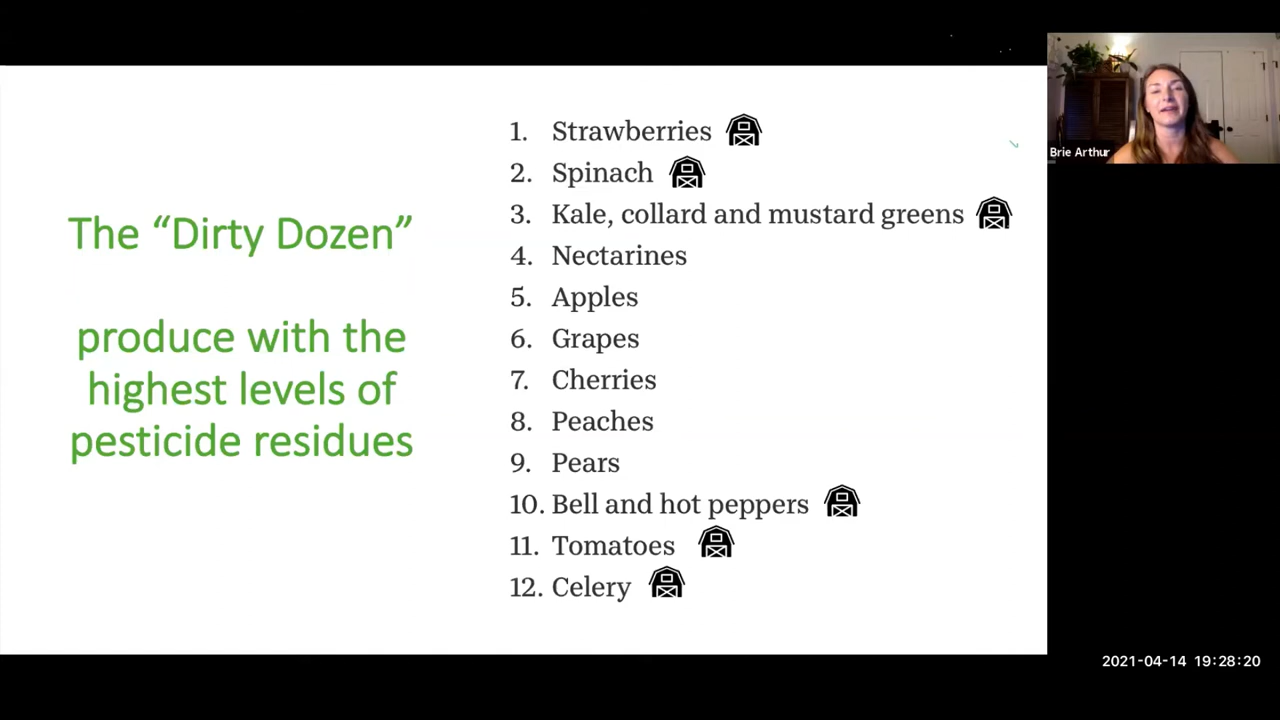 The “Dirty Dozen”
produce with the
highest levels of
pesticide residues
1. Strawberries
2. Spinach
3. Kale, collard and mustard greens
4. Nectarines
5. Apples
6. Grapes
7. Cherries
8. Peaches
9. Pears
10. Bell and hot peppers
11. Tomatoes
12. Celery
Brie Arthur
2021-04-14 19:28:20